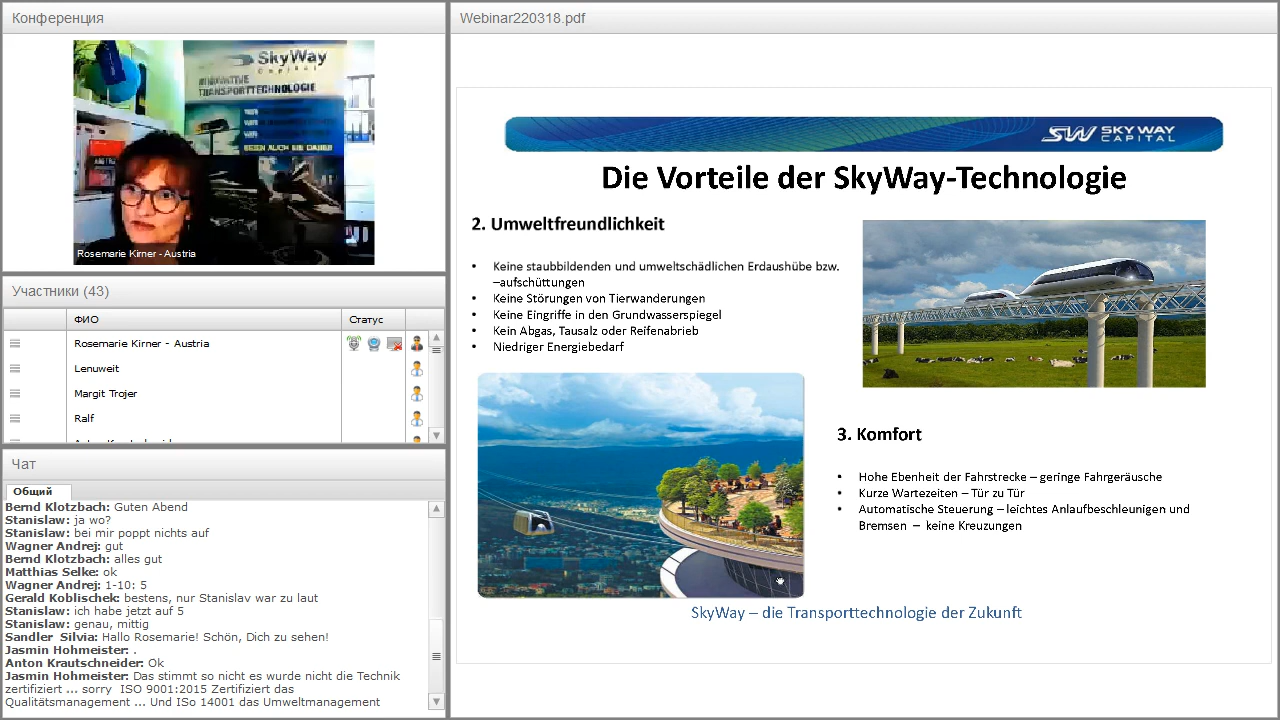 Конференция
SkyWay
Capital
INNOVATIVE
TRANSPORTTECHNOLOGIE
Rosemarie Kirner - Austria
Участники (43)
ФИО Статус
Rosemarie Kirner - Austria
Lenuweit
Margit Trojer
Ralf
Чат
Общий
Bernd Klotzbach: Guten Abend
Stanislaw: ja wo?
Stanislaw: bei mir poppt nichts auf
Wagner Andrej: gut
Bernd Klotzbach: alles gut
Matthias Selke: ok
Wagner Andrej: 1-10: 5
Gerald Koblischek: bestens, nur Stanislav war zu laut
Stanislaw: ich habe jetzt auf 5
Stanislaw: genau, mittig
Sandler Silvia: Hallo Rosemarie! Schön, Dich zu sehen!
Jasmin Hohmeister: .
Anton Krautschneider: Ok
Jasmin Hohmeister: Das stimmt so nicht es wurde nicht die Technik
zertifiziert ... sorry ISO 9001:2015 Zertifiziert das
Qualitätsmanagement ... Und ISo 14001 das Umweltmanagement
Webinar220318.pdf
SW SKY WAY
CAPITAL
Die Vorteile der SkyWay-Technologie
2. Umweltfreundlichkeit
• Keine staubbildenden und umweltschädlichen Erdaushübe bzw.
–aufschüttungen
• Keine Störungen von Tierwanderungen
• Keine Eingriffe in den Grundwasserspiegel
• Kein Abgas, Tausalz oder Reifenabrieb
• Niedriger Energiebedarf
3. Komfort
• Hohe Ebenheit der Fahrstrecke – geringe Fahrgeräusche
• Kurze Wartezeiten – Tür zu Tür
• Automatische Steuerung – leichtes Anlaufbeschleunigen und
Bremsen – keine Kreuzungen
SkyWay – die Transporttechnologie der Zukunft